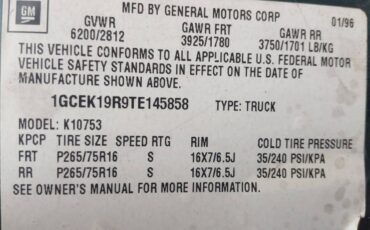 GM
MFD BY GENERAL MOTORS CORP 01/96
GVWR GAWR FRT GAWR RR
6200/2812 3925/1780 3750/1701 LB/KG
THIS VEHICLE CONFORMS TO ALL APPLICABLE U.S. FEDERAL MOTOR
VEHICLE SAFETY STANDARDS IN EFFECT ON THE DATE OF
MANUFACTURE SHOWN ABOVE.
1GCEK19R9TE145858 TYPE: TRUCK
MODEL: K10753
KPCP TIRE SIZE SPEED RTG RIM COLD TIRE PRESSURE
FRT P265/75R16 S 16X7/6.5J 35/240 PSI/KPA
RR P265/75R16 S 16X7/6.5J 35/240 PSI/KPA
SEE OWNER'S MANUAL FOR MORE INFORMATION.